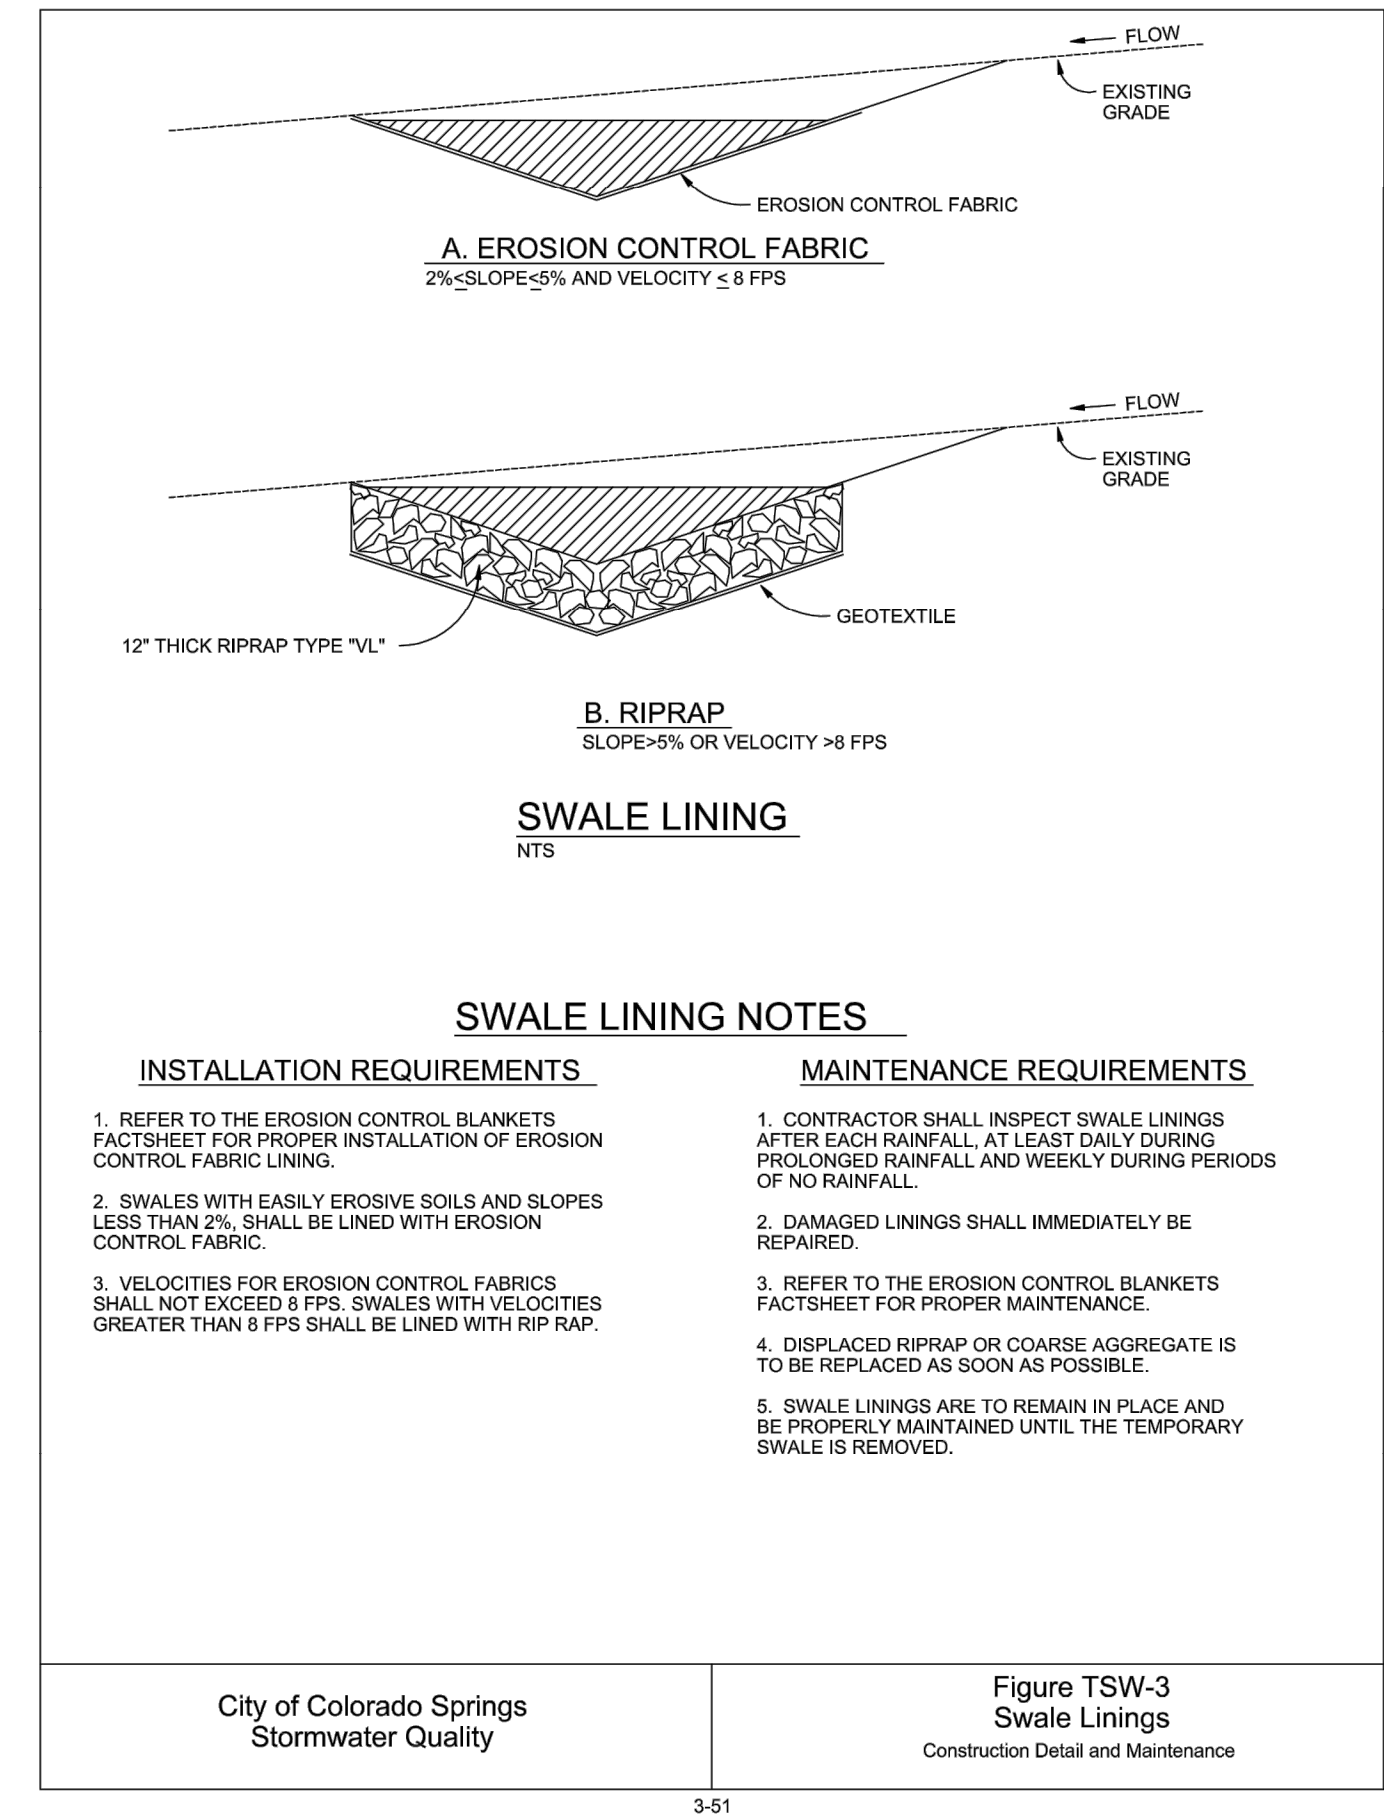 FLOW
EXISTING
GRADE
EROSION CONTROL FABRIC
A. EROSION CONTROL FABRIC
2%≤SLOPE≤5% AND VELOCITY ≤ 8 FPS
FLOW
EXISTING
GRADE
GEOTEXTILE
12" THICK RIPRAP TYPE "VL"
B. RIPRAP
SLOPE>5% OR VELOCITY >8 FPS
SWALE LINING
NTS
SWALE LINING NOTES
INSTALLATION REQUIREMENTS
1. REFER TO THE EROSION CONTROL BLANKETS
FACTSHEET FOR PROPER INSTALLATION OF EROSION
CONTROL FABRIC LINING.
2. SWALES WITH EASILY EROSIVE SOILS AND SLOPES
LESS THAN 2%, SHALL BE LINED WITH EROSION
CONTROL FABRIC.
3. VELOCITIES FOR EROSION CONTROL FABRICS
SHALL NOT EXCEED 8 FPS. SWALES WITH VELOCITIES
GREATER THAN 8 FPS SHALL BE LINED WITH RIP RAP.
MAINTENANCE REQUIREMENTS
1. CONTRACTOR SHALL INSPECT SWALE LININGS
AFTER EACH RAINFALL, AT LEAST DAILY DURING
PROLONGED RAINFALL AND WEEKLY DURING PERIODS
OF NO RAINFALL.
2. DAMAGED LININGS SHALL IMMEDIATELY BE
REPAIRED.
3. REFER TO THE EROSION CONTROL BLANKETS
FACTSHEET FOR PROPER MAINTENANCE.
4. DISPLACED RIPRAP OR COARSE AGGREGATE IS
TO BE REPLACED AS SOON AS POSSIBLE.
5. SWALE LININGS ARE TO REMAIN IN PLACE AND
BE PROPERLY MAINTAINED UNTIL THE TEMPORARY
SWALE IS REMOVED.
City of Colorado Springs
Stormwater Quality
Figure TSW-3
Swale Linings
Construction Detail and Maintenance
3-51